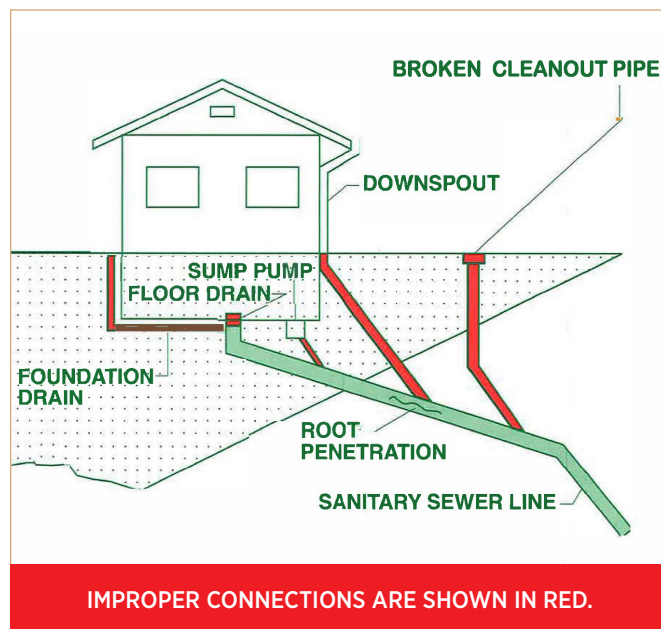 BROKEN CLEANOUT PIPE
DOWNSPOUT
SUMP PUMP
FLOOR DRAIN
FOUNDATION
DRAIN
ROOT
PENETRATION
SANITARY SEWER LINE
IMPROPER CONNECTIONS ARE SHOWN IN RED.